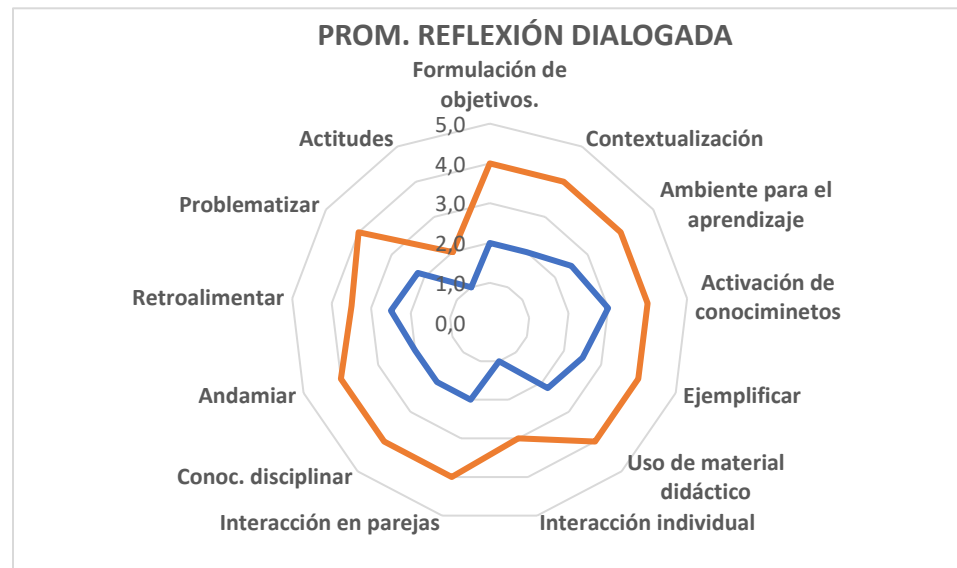 PROM. REFLEXIÓN DIALOGADA
Formulación de
objetivos.
Contextualización
Ambiente para el
aprendizaje
Activación de
conociminetos
Ejemplificar
Uso de material
didáctico
Interacción individual
Interacción en parejas
Conoc. disciplinar
Andamiar
Retroalimentar
Problematizar
Actitudes
5,0
4,0
3,0
2,0
1,0
0,0